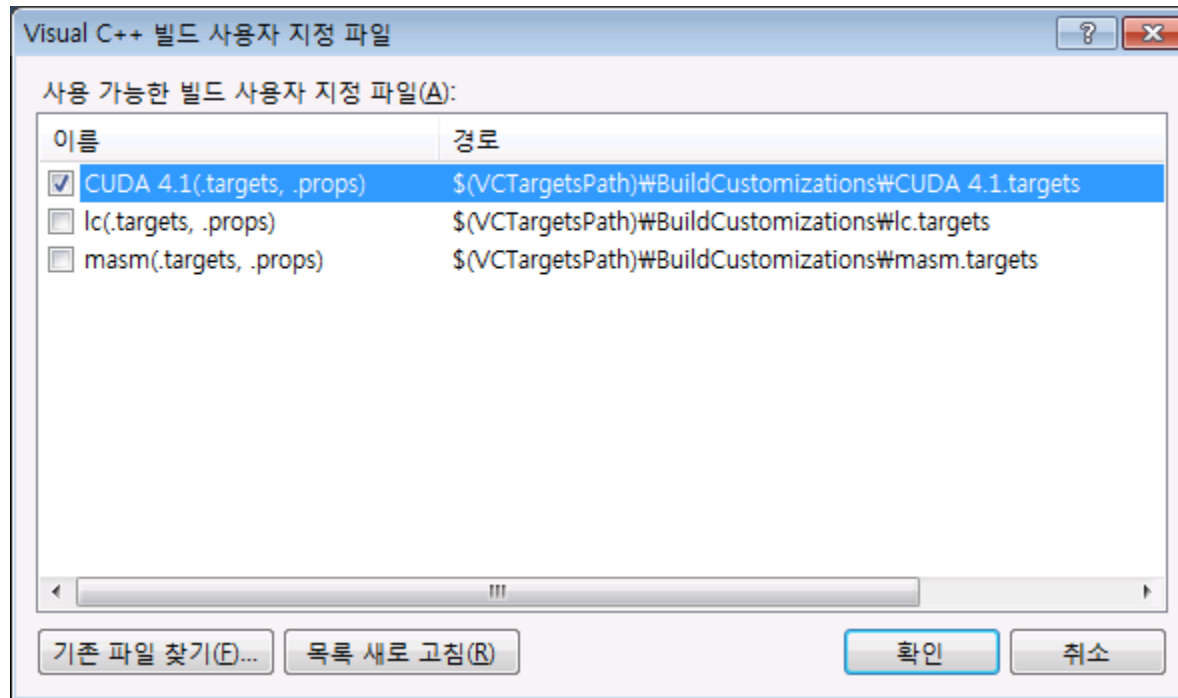 Visual C++ 빌드 사용자 지정 파일
사용 가능한 빌드 사용자 지정 파일(A):
이름 경로
CUDA 4.1(.targets, .props) $(VCTargetsPath)₩BuildCustomizations₩CUDA 4.1.targets
lc(.targets, .props) $(VCTargetsPath)₩BuildCustomizations₩lc.targets
masm(.targets, .props) $(VCTargetsPath)₩BuildCustomizations₩masm.targets
기존 파일 찾기(F)... 목록 새로 고침(R) 확인 취소